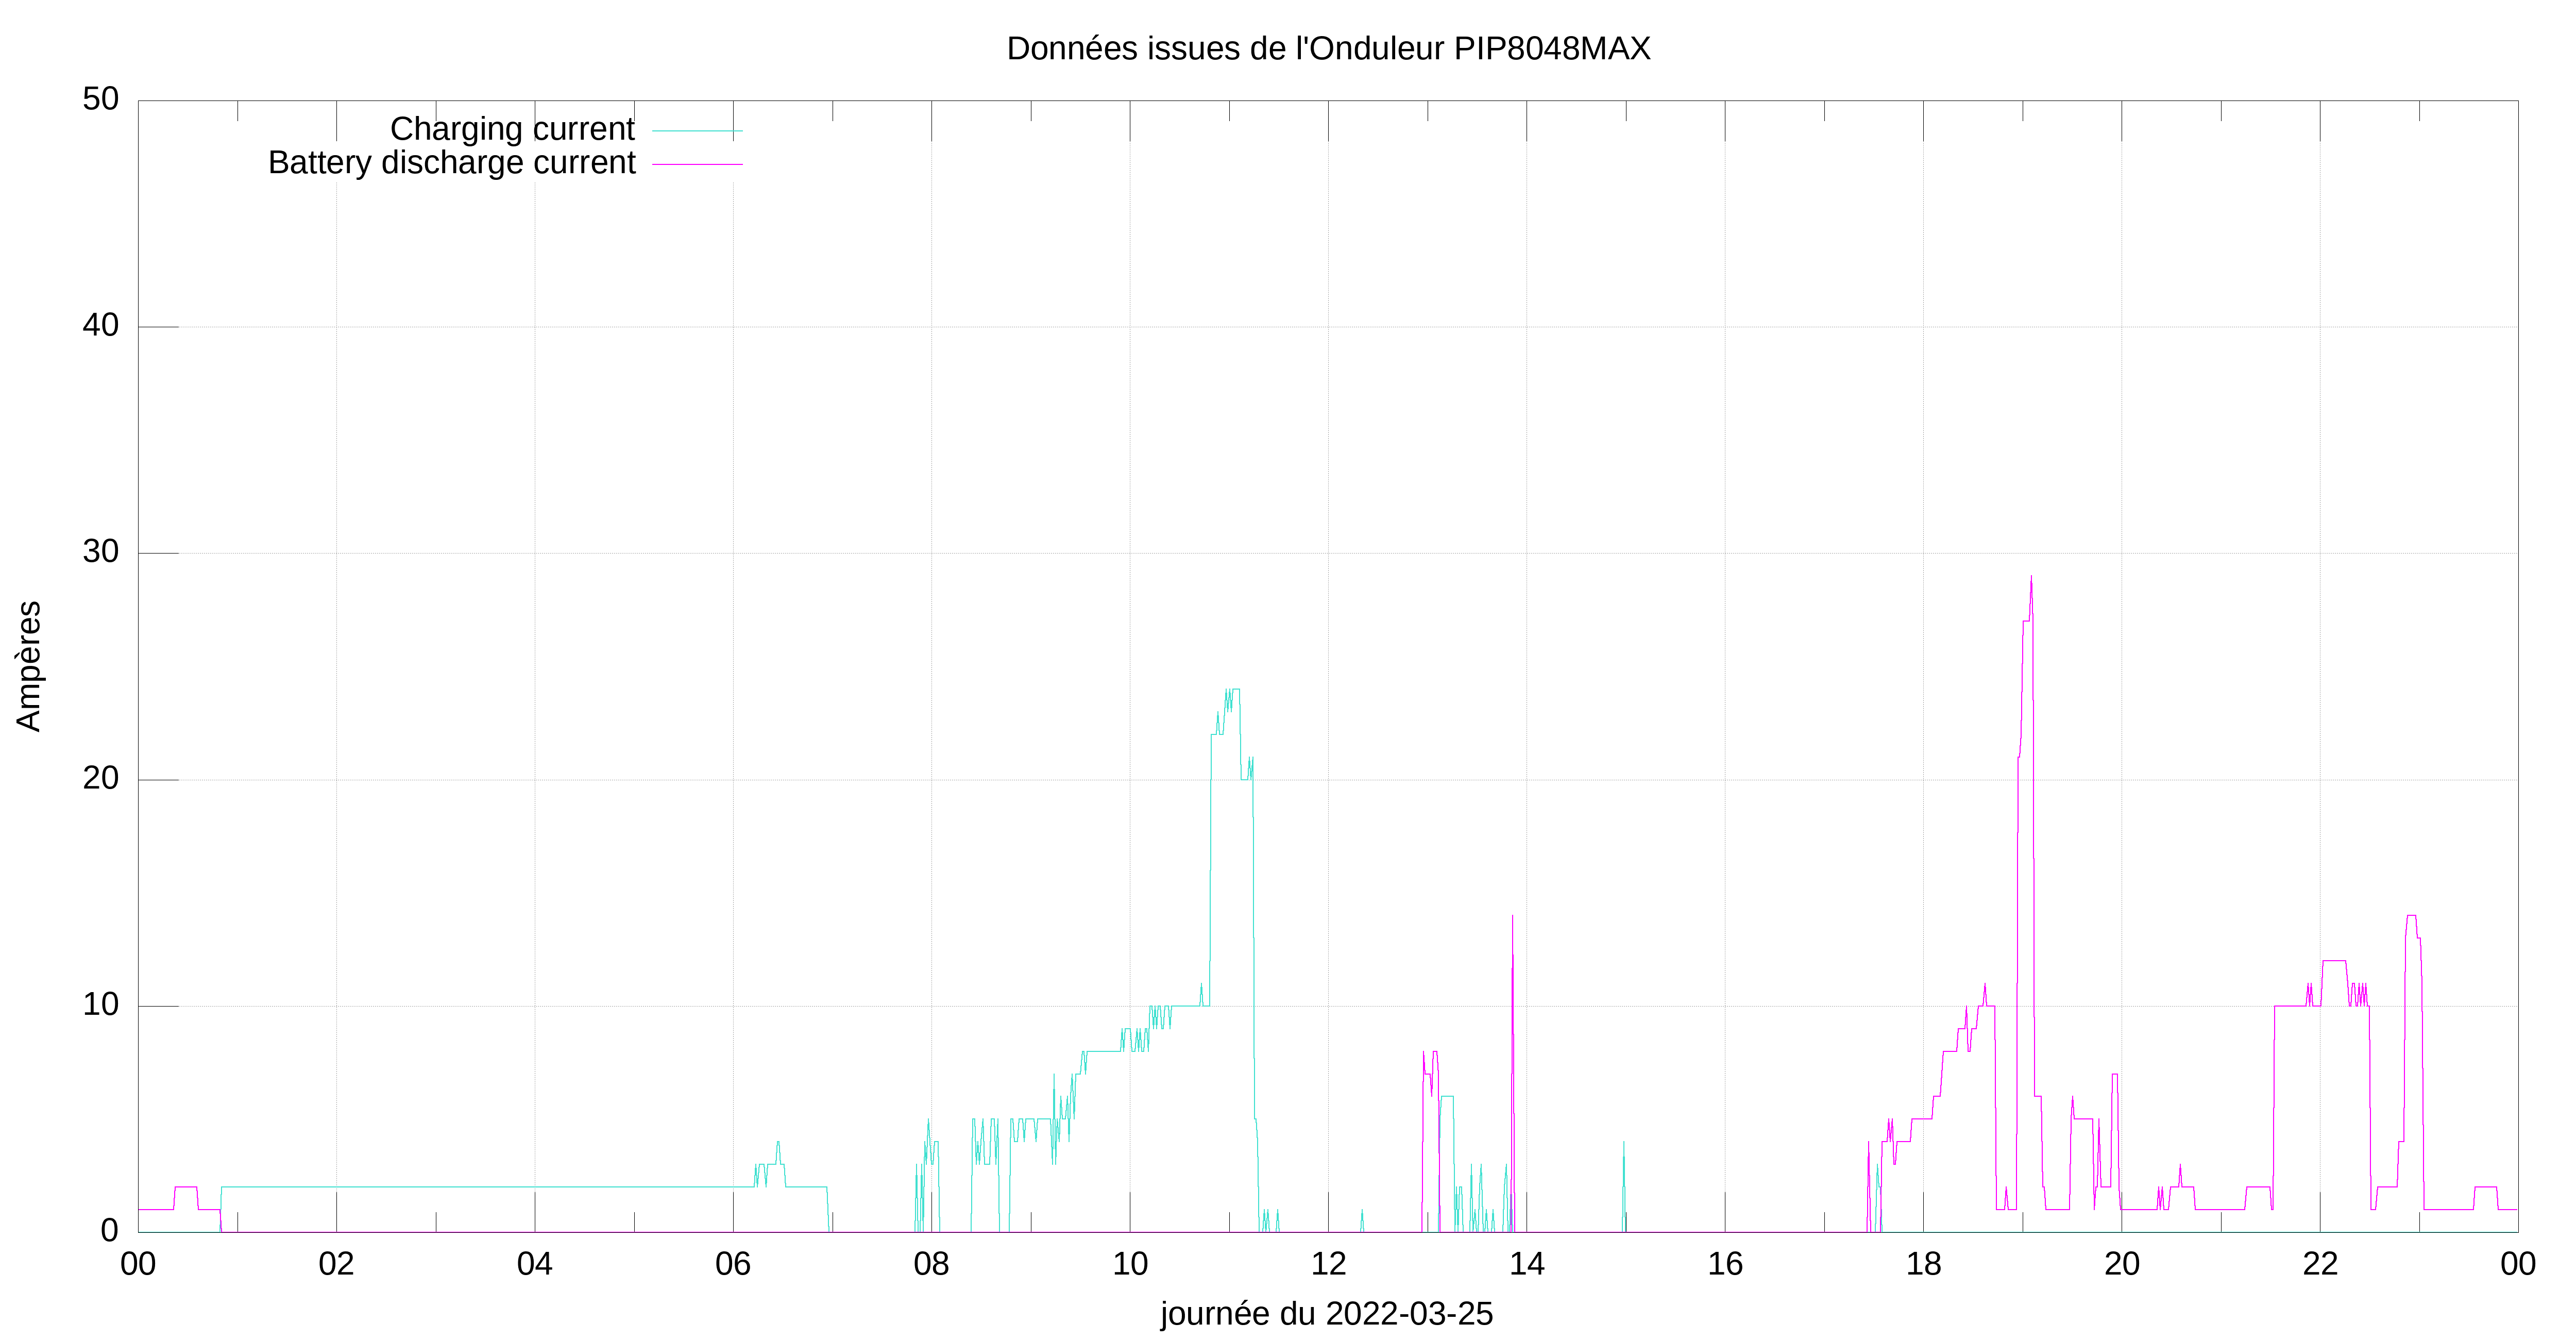 Données issues de l'Onduleur PIP8048MAX
50
Charging current
Battery discharge current
40
30
Ampères
20
10
0
00 02 04 06 08 10 12 14 16 18 20 22 00
journée du 2022-03-25